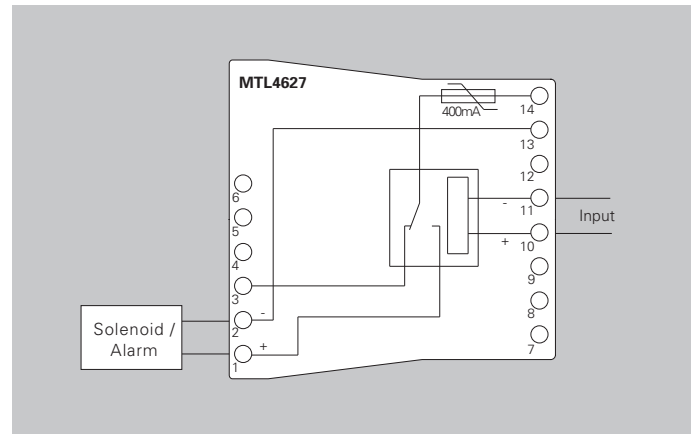 MTL4627
400mA
14
13
12
- 11
Input
+ 10
9
8
7
6
5
4
3
2 -
1 +
Solenoid /
Alarm